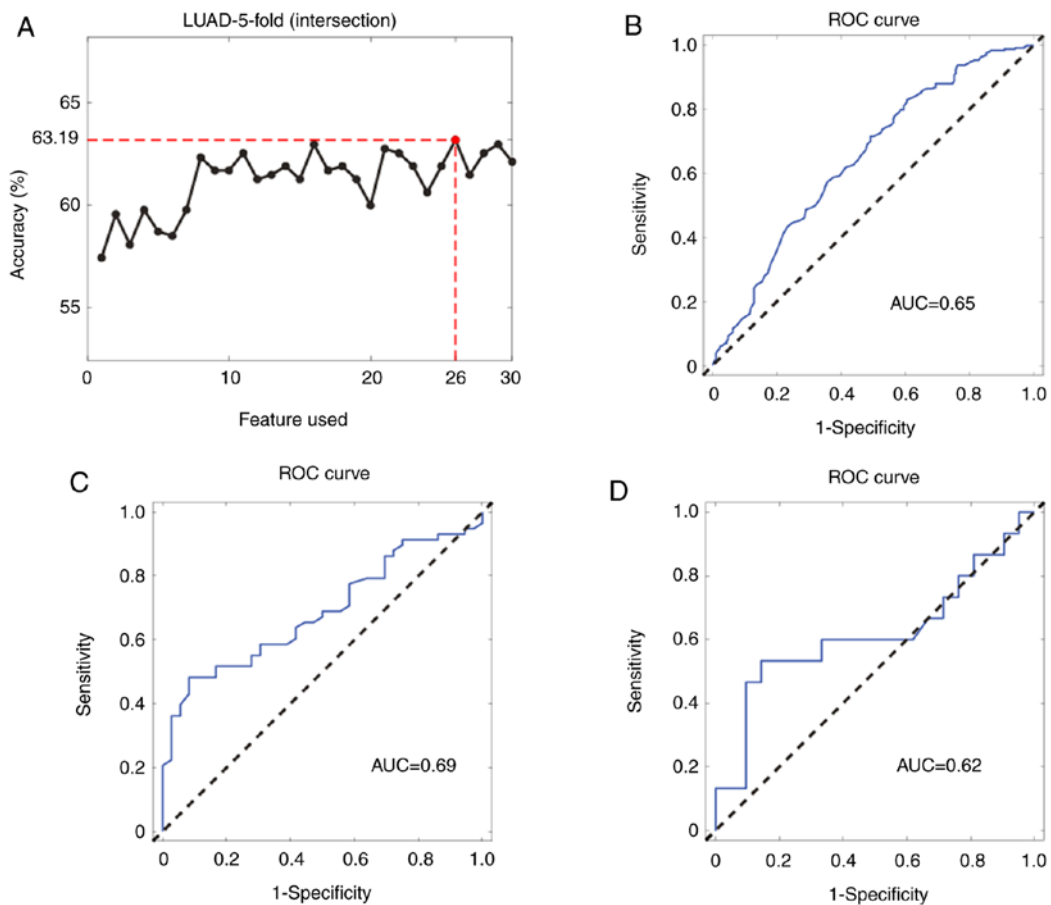 A
LUAD-5-fold (intersection)
65
63.19
60
55
Accuracy (%)
0
10
20
26
30
Feature used
B
ROC curve
1.0
0.8
0.6
0.4
0.2
0
Sensitivity
AUC=0.65
0
0.2
0.4
0.6
0.8
1.0
1-Specificity
C
ROC curve
1.0
0.8
0.6
0.4
0.2
0
Sensitivity
AUC=0.69
0
0.2
0.4
0.6
0.8
1.0
1-Specificity
D
ROC curve
1.0
0.8
0.6
0.4
0.2
0
Sensitivity
AUC=0.62
0
0.2
0.4
0.6
0.8
1.0
1-Specificity